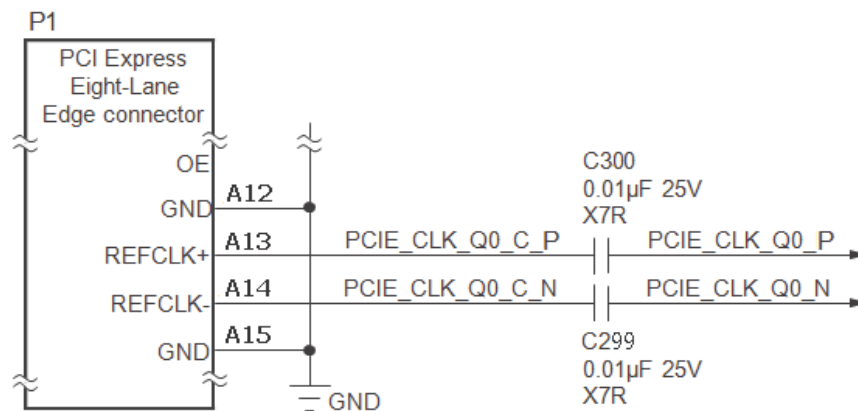 P1
PCI Express
Eight-Lane
Edge connector
OE
GND
A12
REFCLK+
A13
REFCLK-
A14
GND
A15
PCIE_CLK_Q0_C_P
PCIE_CLK_Q0_P
PCIE_CLK_Q0_C_N
PCIE_CLK_Q0_N
C300
0.01µF 25V
X7R
C299
0.01µF 25V
X7R
GND